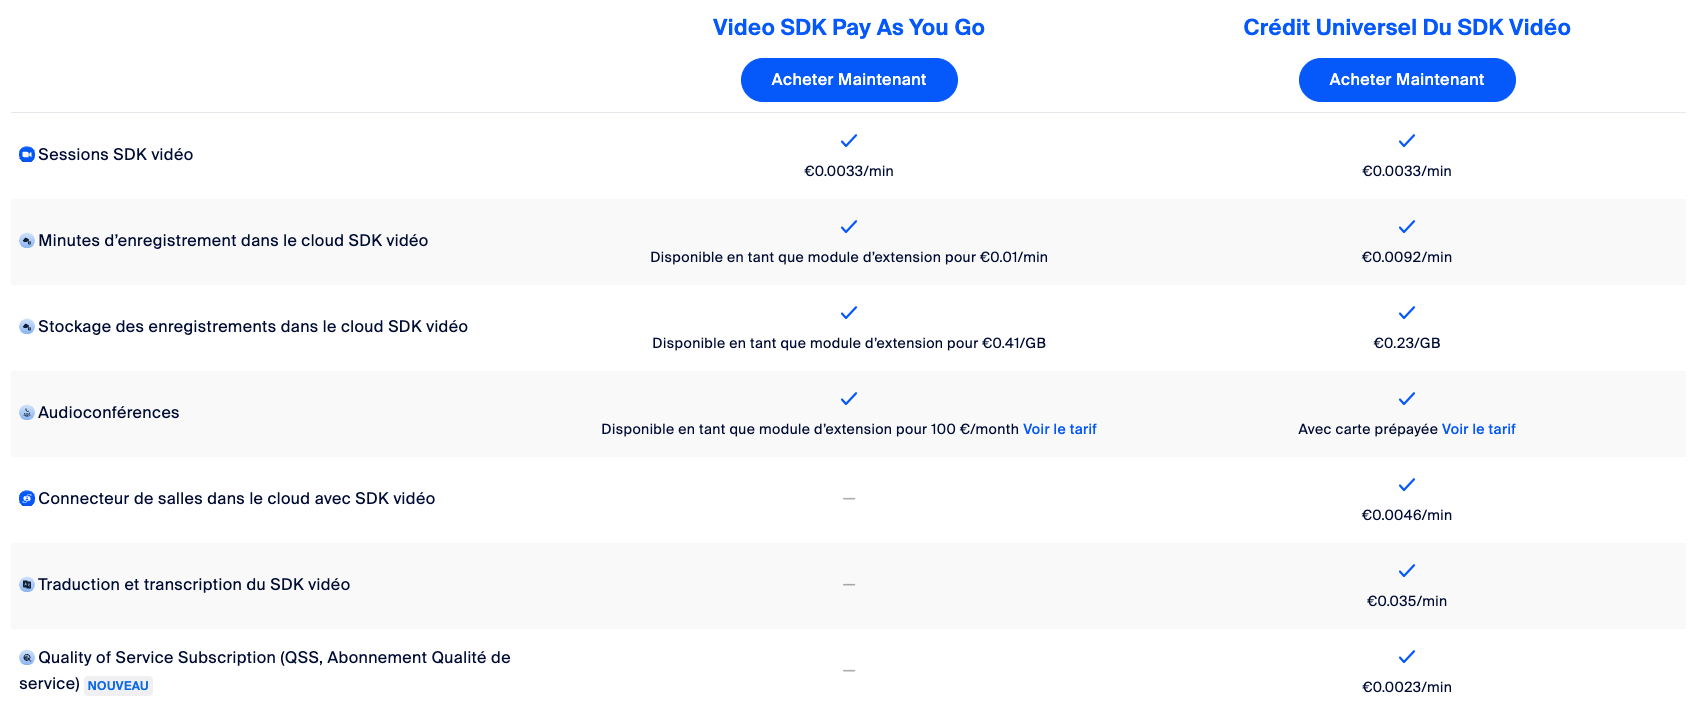 Video SDK Pay As You Go
Crédit Universel Du SDK Vidéo
Acheter Maintenant
Acheter Maintenant
Sessions SDK vidéo
€0.0033/min
€0.0033/min
Minutes d'enregistrement dans le cloud SDK vidéo
Disponible en tant que module d'extension pour €0.01/min
€0.0092/min
Stockage des enregistrements dans le cloud SDK vidéo
Disponible en tant que module d'extension pour €0.41/GB
€0.23/GB
Audioconférences
Disponible en tant que module d'extension pour 100 €/month Voir le tarif
Avec carte prépayée Voir le tarif
Connecteur de salles dans le cloud avec SDK vidéo
—
€0.0046/min
Traduction et transcription du SDK vidéo
—
€0.035/min
Quality of Service Subscription (QSS, Abonnement Qualité de
service) NOUVEAU
—
€0.0023/min